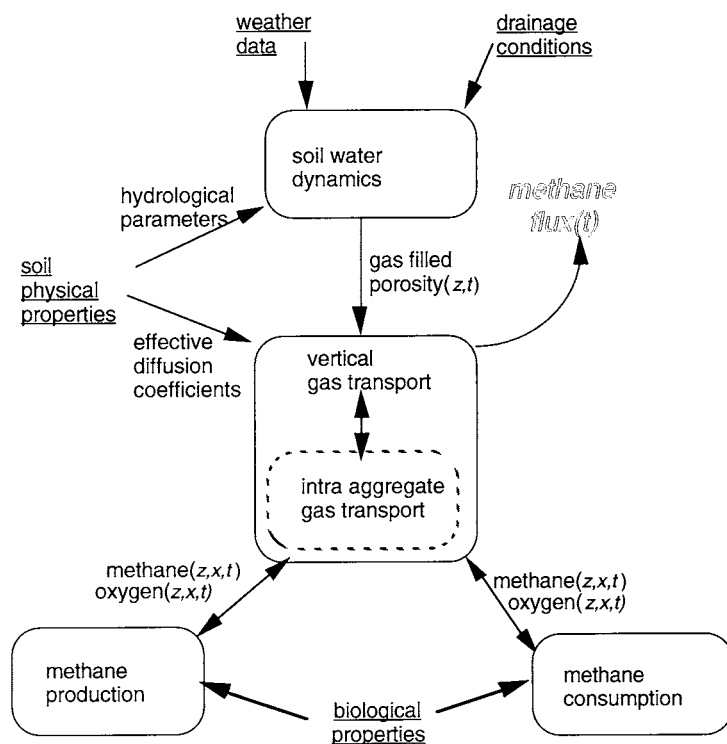 weather
data
drainage
conditions
soil water
dynamics
methane
flux(t)
hydrological
parameters
gas filled
porosity(z,t)
soil
physical
properties
effective
diffusion
coefficients
vertical
gas transport
intra aggregate
gas transport
methane(z,x,t)
oxygen(z,x,t)
methane(z,x,t)
oxygen(z,x,t)
methane
production
biological
properties
methane
consumption